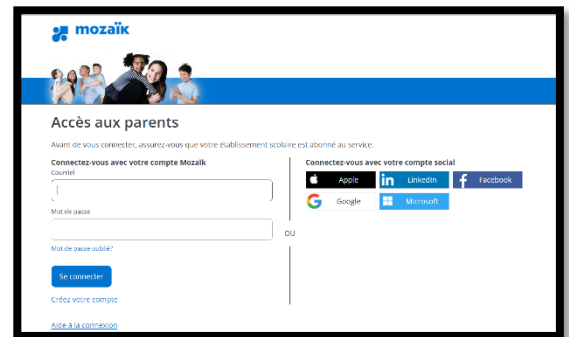 mozaïk
Accès aux parents
Avant de vous connecter, assurez-vous que votre établissement scolaire est abonné au service.
Connectez-vous avec votre compte Mozaïk
Courriel
Mot de passe
Mot de passe oublié?
Se connecter
Créez votre compte
Aide à la connexion
OU
Connectez-vous avec votre compte social
Apple
in LinkedIn
f Facebook
G Google
Microsoft